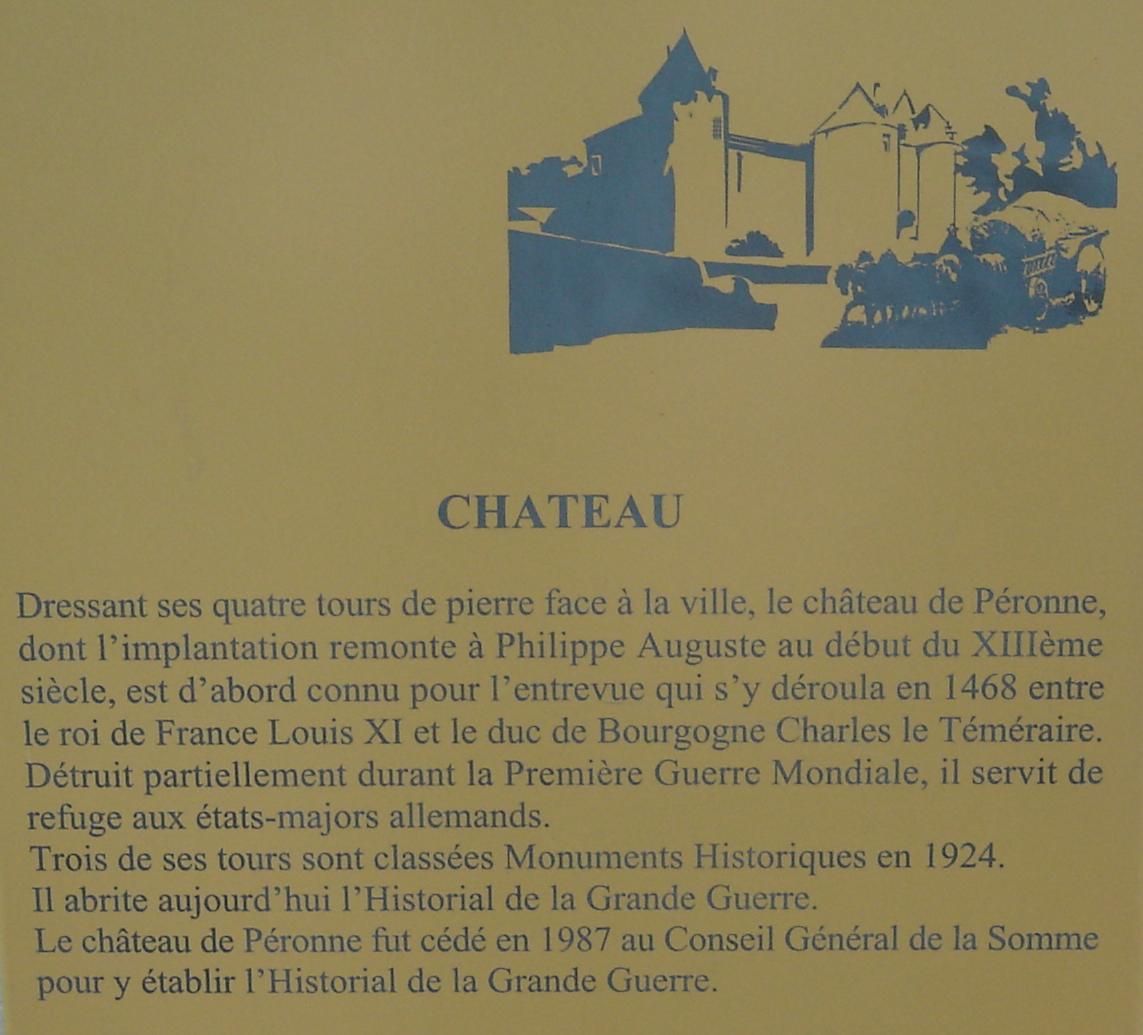 CHATEAU
Dressant ses quatre tours de pierre face à la ville, le château de Péronne,
dont l'implantation remonte à Philippe Auguste au début du XIIIème
siècle, est d'abord connu pour l'entrevue qui s'y déroula en 1468 entre
le roi de France Louis XI et le duc de Bourgogne Charles le Téméraire.
Détruit partiellement durant la Première Guerre Mondiale, il servit de
refuge aux états-majors allemands.
Trois de ses tours sont classées Monuments Historiques en 1924.
Il abrite aujourd'hui l'Historial de la Grande Guerre.
Le château de Péronne fut cédé en 1987 au Conseil Général de la Somme
pour y établir l'Historial de la Grande Guerre.